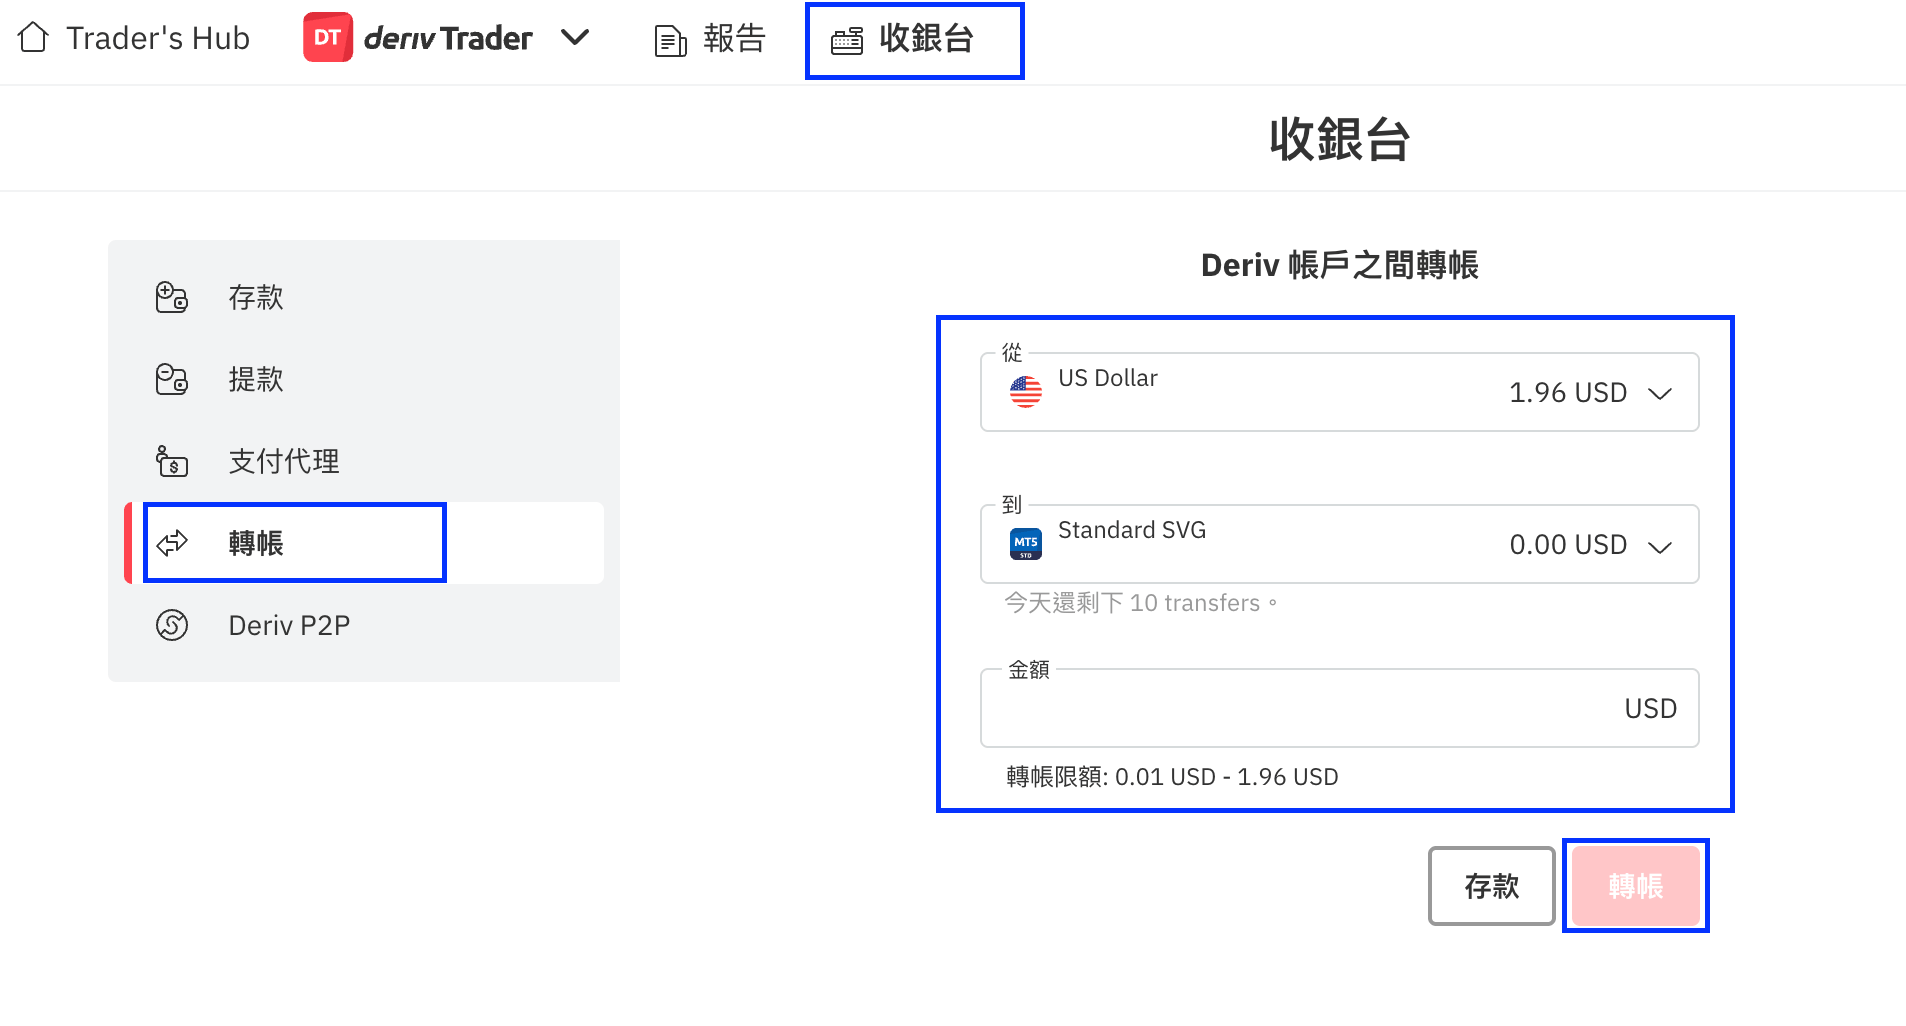 Trader's Hub
DT deriv Trader
報告
收銀台
收銀台
存款
提款
支付代理
轉帳
Deriv P2P
Deriv 帳戶之間轉帳
從
US Dollar
1.96 USD
到
MT5
STD
Standard SVG
0.00 USD
今天還剩下 10 transfers。
金額
USD
轉帳限額: 0.01 USD - 1.96 USD
存款
轉帳